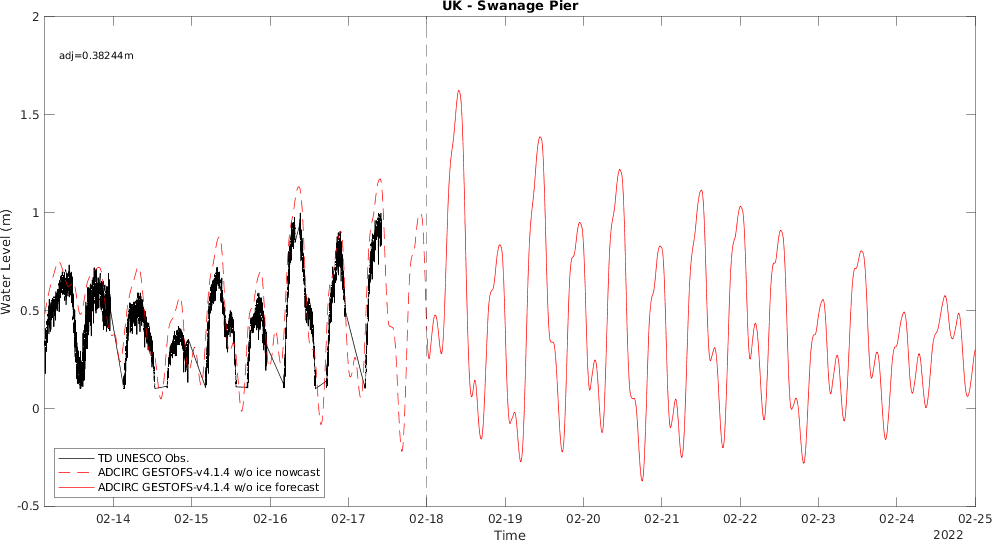 UK - Swanage Pier
2
1.5
1
0.5
0
-0.5
Water Level (m)
adj=0.38244m
TD UNESCO Obs.
ADCIRC GESTOFS-v4.1.4 w/o ice nowcast
ADCIRC GESTOFS-v4.1.4 w/o ice forecast
02-14 02-15 02-16 02-17 02-18 02-19 02-20 02-21 02-22 02-23 02-24 02-25
Time
2022